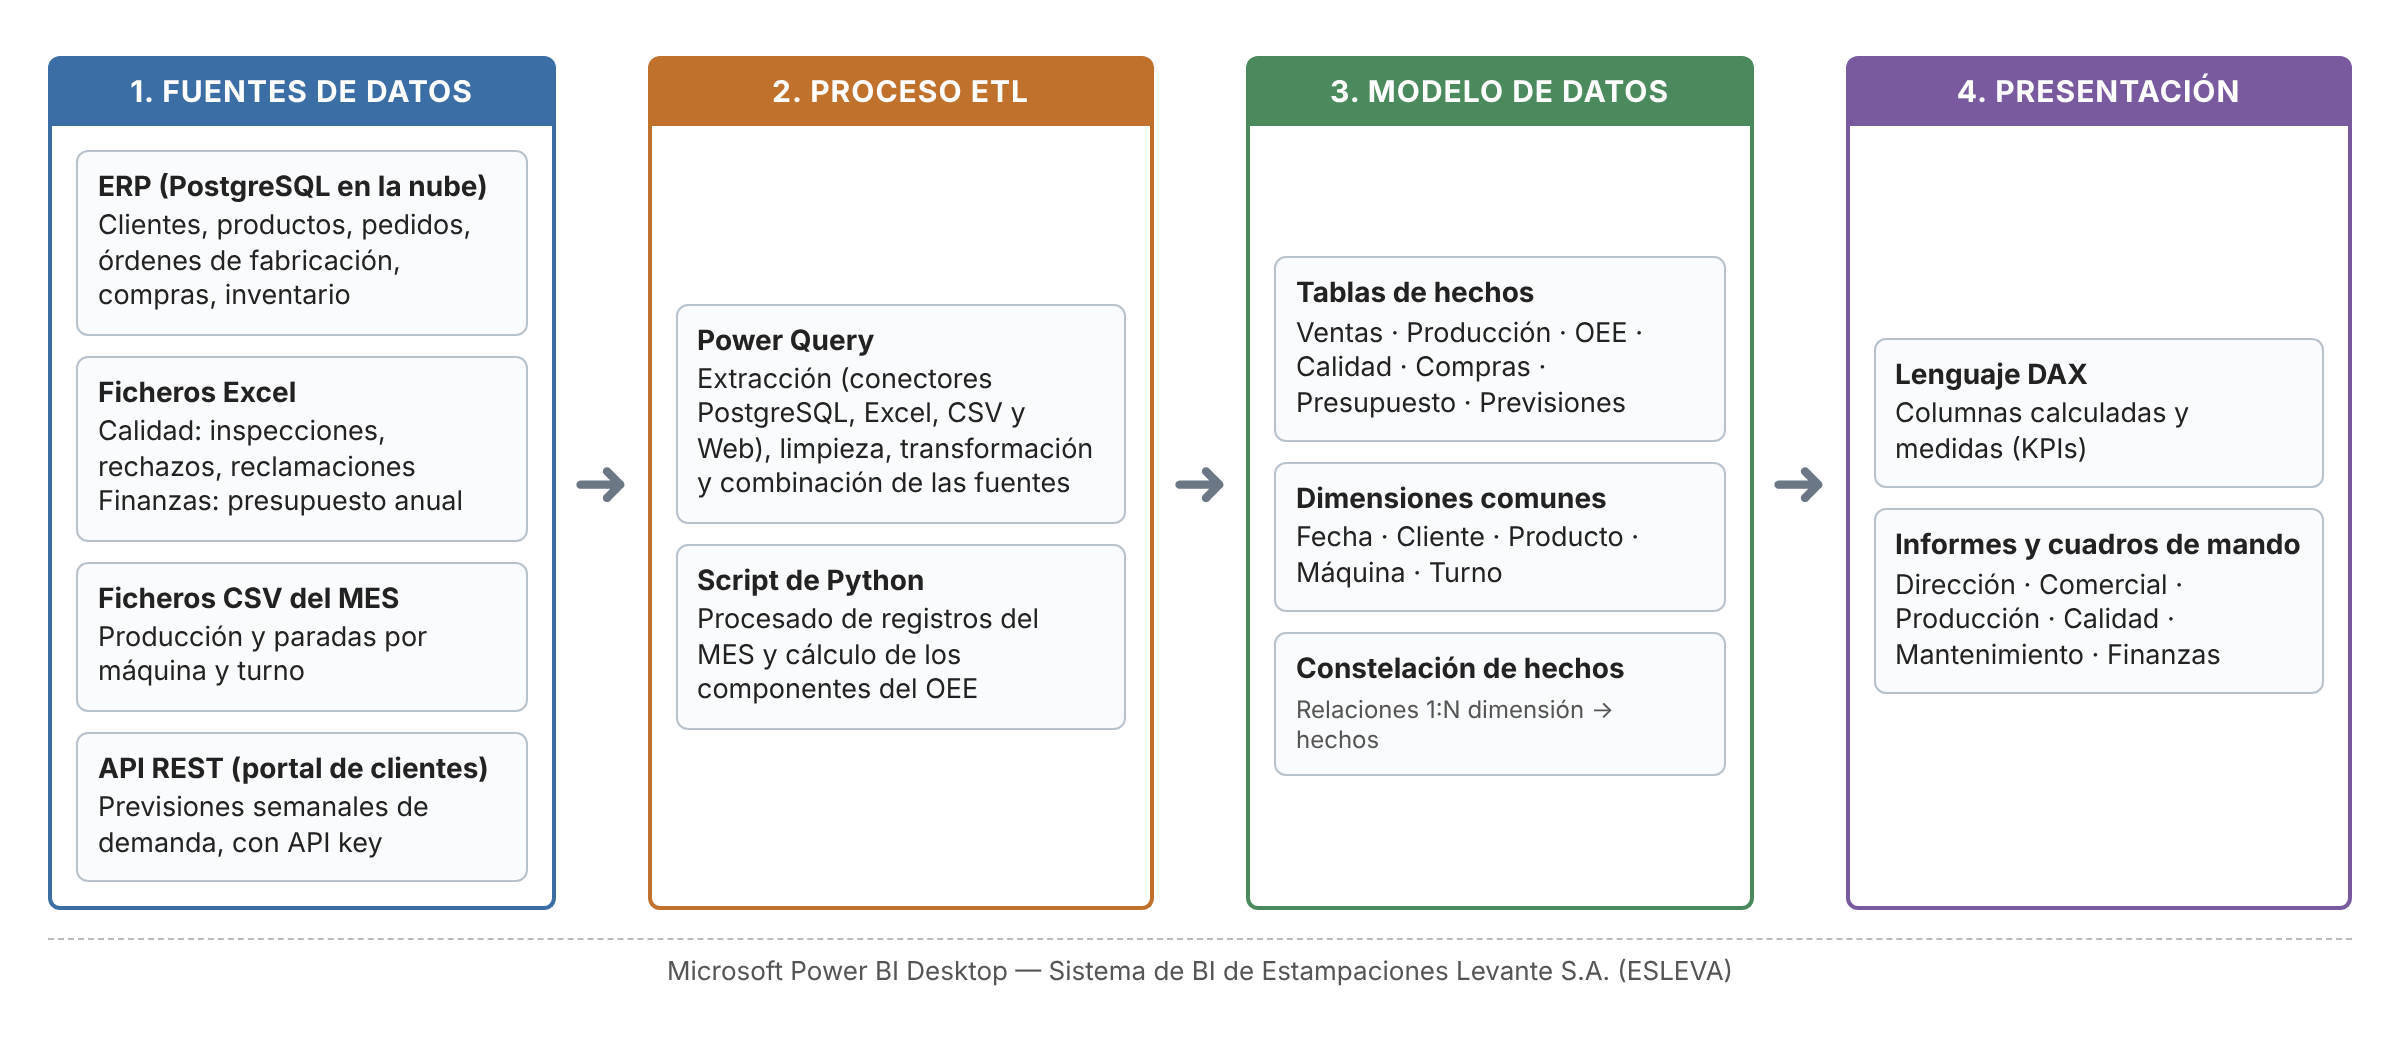 1. FUENTES DE DATOS
ERP (PostgreSQL en la nube)
Clientes, productos, pedidos,
órdenes de fabricación,
compras, inventario
Ficheros Excel
Calidad: inspecciones,
rechazos, reclamaciones
Finanzas: presupuesto anual
Ficheros CSV del MES
Producción y paradas por
máquina y turno
API REST (portal de clientes)
Previsiones semanales de
demanda, con API key
2. PROCESO ETL
Power Query
Extracción (conectores
PostgreSQL, Excel, CSV y
Web), limpieza, transformación
y combinación de las fuentes
Script de Python
Procesado de registros del
MES y cálculo de los
componentes del OEE
3. MODELO DE DATOS
Tablas de hechos
Ventas · Producción · OEE ·
Calidad · Compras ·
Presupuesto · Previsiones
Dimensiones comunes
Fecha · Cliente · Producto ·
Máquina · Turno
Constelación de hechos
Relaciones 1:N dimensión →
hechos
4. PRESENTACIÓN
Lenguaje DAX
Columnas calculadas y
medidas (KPIs)
Informes y cuadros de mando
Dirección · Comercial ·
Producción · Calidad ·
Mantenimiento · Finanzas
Microsoft Power BI Desktop — Sistema de BI de Estampaciones Levante S.A. (ESLEVA)